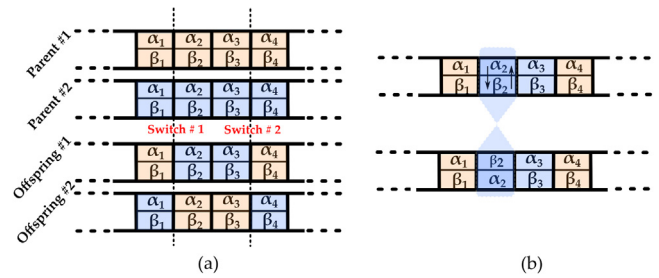 Parent #1
α1 α2 α3 α4
β1 β2 β3 β4
Parent #2
α1 α2 α3 α4
β1 β2 β3 β4
Switch # 1 Switch # 2
Offspring #1
α1 α2 α3 α4
β1 β2 β3 β4
Offspring #2
α1 α2 α3 α4
β1 β2 β3 β4
(a)
α1 α2 α3 α4
β1 β2 β3 β4
α1 β2 α3 α4
β1 α2 β3 β4
(b)